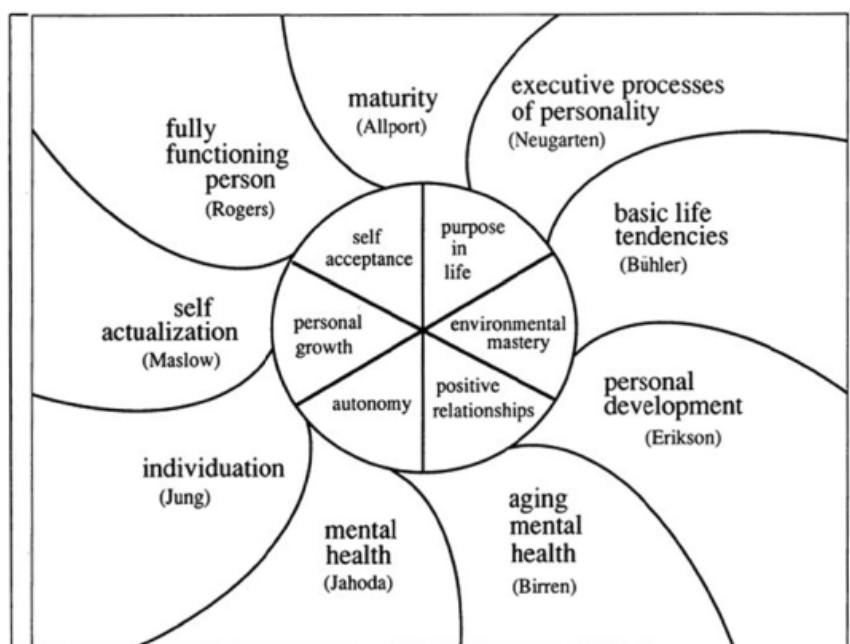 maturity
(Allport)
executive processes
of personality
(Neugarten)
fully
functioning
person
(Rogers)
basic life
tendencies
(Bühler)
self
actualization
(Maslow)
personal
development
(Erikson)
individuation
(Jung)
mental
health
(Jahoda)
aging
mental
health
(Birren)
self
acceptance
purpose
in
life
personal
growth
environmental
mastery
autonomy
positive
relationships